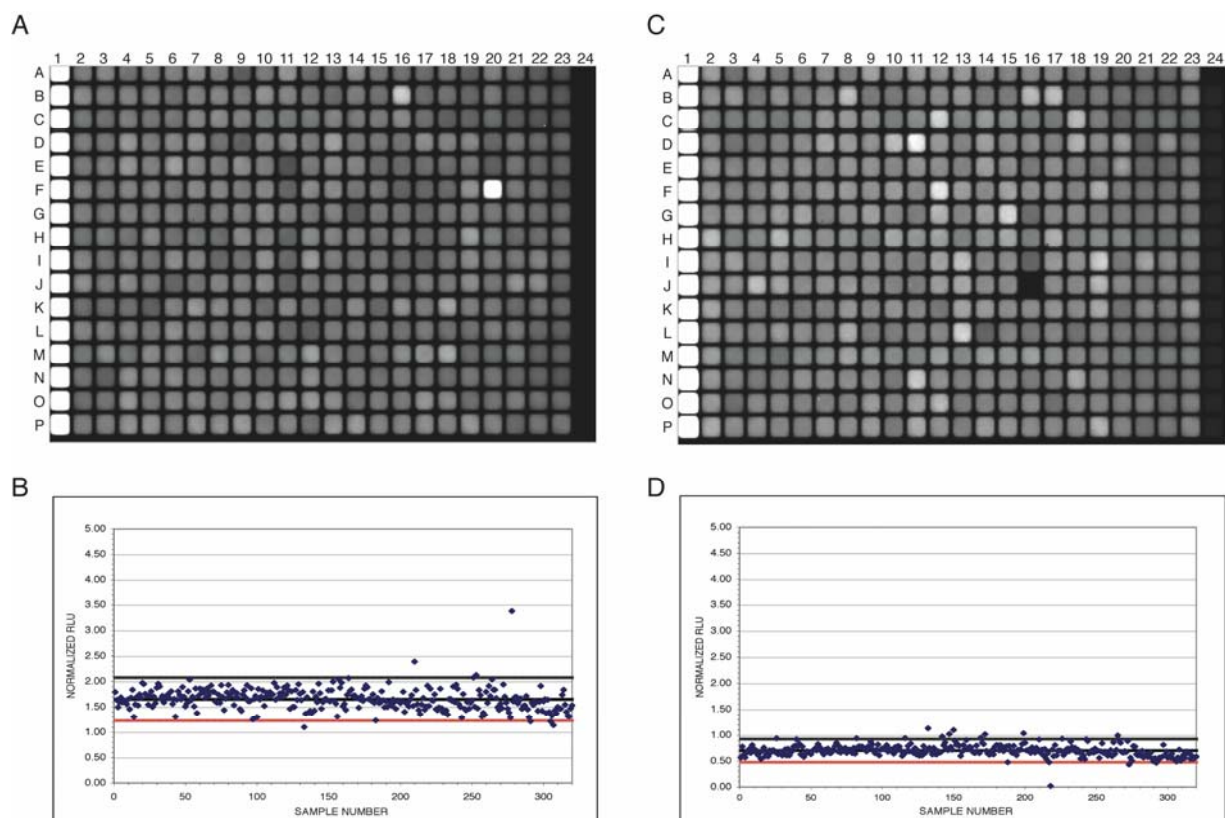 A
1 2 3 4 5 6 7 8 9 10 11 12 13 14 15 16 17 18 19 20 21 22 23 24
A
B
C
D
E
F
G
H
I
J
K
L
M
N
O
P
C
1 2 3 4 5 6 7 8 9 10 11 12 13 14 15 16 17 18 19 20 21 22 23 24
A
B
C
D
E
F
G
H
I
J
K
L
M
N
O
P
B
NORMALIZED RLU
5.00
4.50
4.00
3.50
3.00
2.50
2.00
1.50
1.00
0.50
0.00
0 50 100 150 200 250 300
SAMPLE NUMBER
D
NORMALIZED RLU
5.00
4.50
4.00
3.50
3.00
2.50
2.00
1.50
1.00
0.50
0.00
0 50 100 150 200 250 300
SAMPLE NUMBER